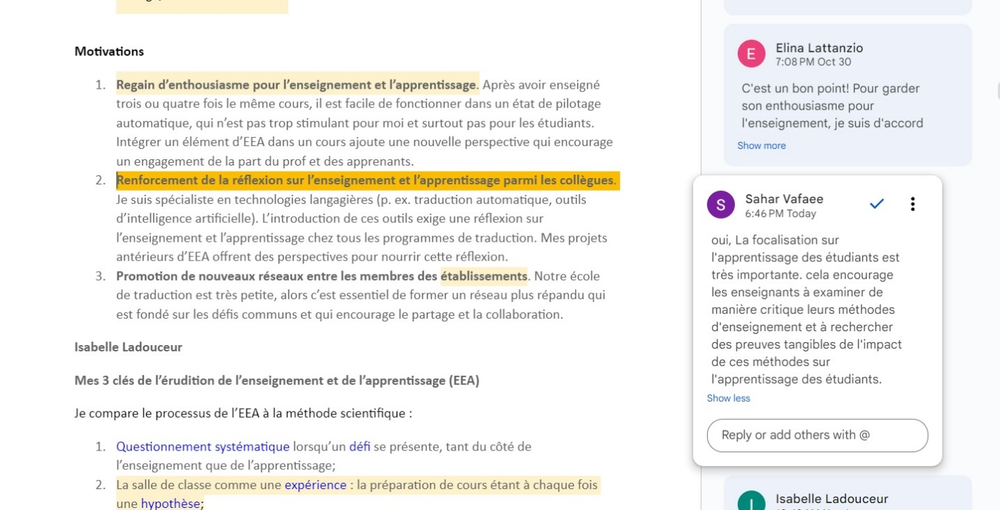 Motivations
1. Regain d’enthousiasme pour l’enseignement et l’apprentissage. Après avoir enseigné
trois ou quatre fois le même cours, il est facile de fonctionner dans un état de pilotage
automatique, qui n’est pas trop stimulant pour moi et surtout pas pour les étudiants.
Intégrer un élément d’EEA dans un cours ajoute une nouvelle perspective qui encourage
un engagement de la part du prof et des apprenants.
2. Renforcement de la réflexion sur l’enseignement et l’apprentissage parmi les collègues.
Je suis spécialiste en technologies langagières (p. ex. traduction automatique, outils
d’intelligence artificielle). L’introduction de ces outils exige une réflexion sur
l’enseignement et l’apprentissage chez tous les programmes de traduction. Mes projets
antérieurs d’EEA offrent des perspectives pour nourrir cette réflexion.
3. Promotion de nouveaux réseaux entre les membres des établissements. Notre école
de traduction est très petite, alors c’est essentiel de former un réseau plus répandu qui
est fondé sur les défis communs et qui encourage le partage et la collaboration.
Isabelle Ladouceur
Mes 3 clés de l’érudition de l’enseignement et de l’apprentissage (EEA)
Je compare le processus de l’EEA à la méthode scientifique :
1. Questionnement systématique lorsqu’un défi se présente, tant du côté de
l’enseignement que de l’apprentissage;
2. La salle de classe comme une expérience : la préparation de cours étant à chaque fois
une hypothèse;
E
Elina Lattanzio
7:08 PM Oct 30
C'est un bon point! Pour garder
son enthousiasme pour
l'enseignement, je suis d'accord
Show more
S
Sahar Vafaee
6:46 PM Today
oui, La focalisation sur
l'apprentissage des étudiants est
très importante. cela encourage
les enseignants à examiner de
manière critique leurs méthodes
d'enseignement et à rechercher
des preuves tangibles de l'impact
de ces méthodes sur
l'apprentissage des étudiants.
Show less
Reply or add others with @
I
Isabelle Ladouceur